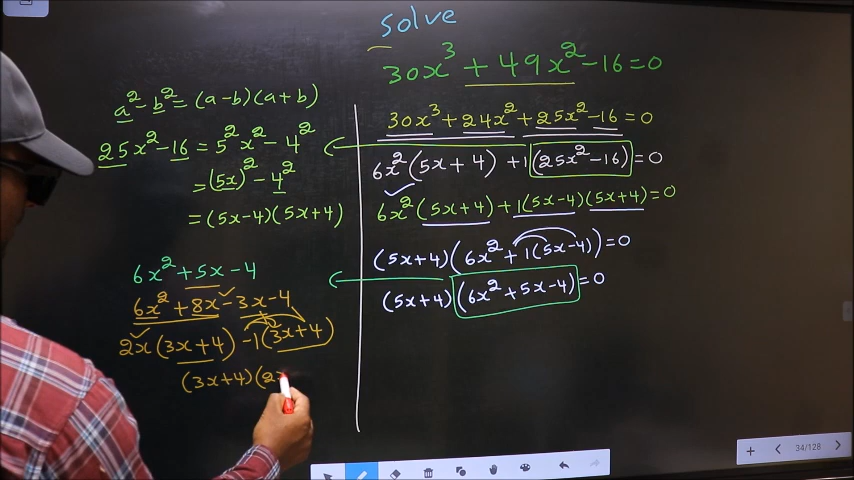 solve
30x³ + 49x² - 16 = 0
a² - b² = (a-b)(a+b)
25x² - 16 = 5²x² - 4²
= (5x)² - 4²
= (5x-4)(5x+4)
6x² + 5x - 4
6x² + 8x - 3x - 4
2x(3x+4) -1(3x+4)
(3x+4)(2x
30x³ + 24x² + 25x² - 16 = 0
6x²(5x+4) + 1(25x² - 16) = 0
6x²(5x+4) + 1(5x-4)(5x+4) = 0
(5x+4)(6x² + 1(5x-4)) = 0
(5x+4)(6x² + 5x - 4) = 0
34/128